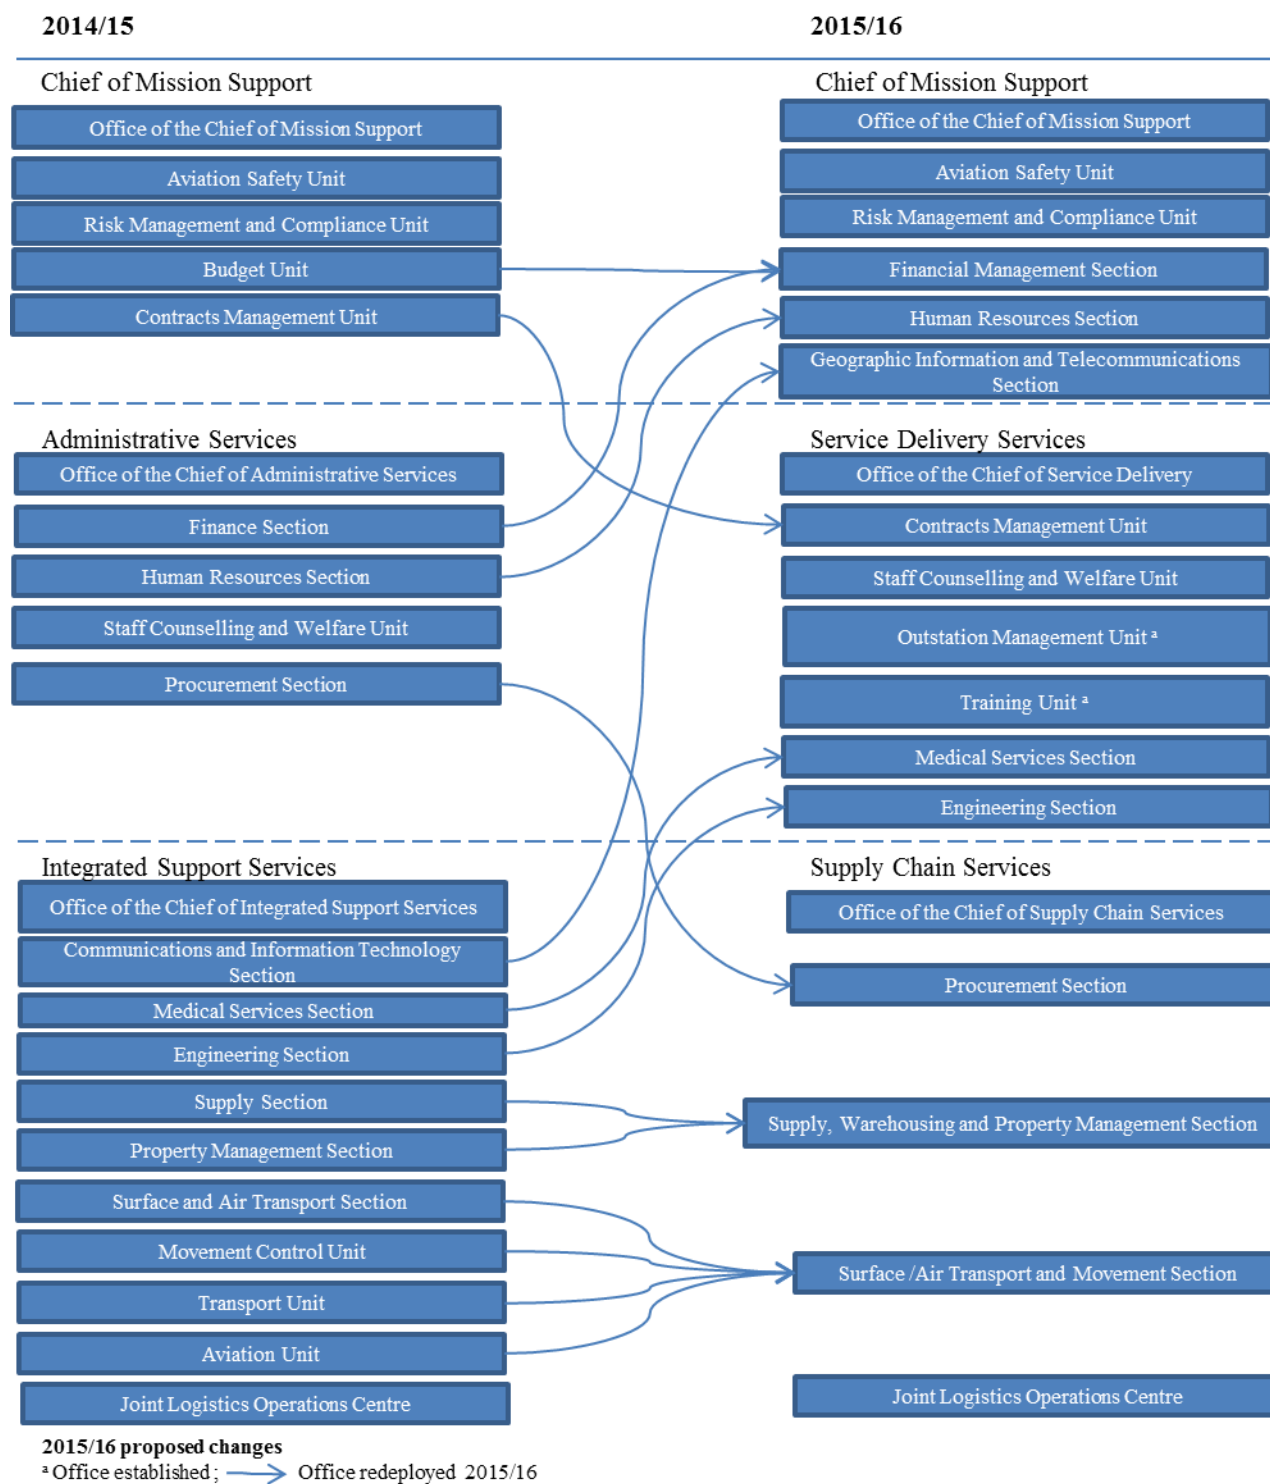 2014/15
2015/16
Chief of Mission Support
Office of the Chief of Mission Support
Aviation Safety Unit
Risk Management and Compliance Unit
Budget Unit
Contracts Management Unit
Chief of Mission Support
Office of the Chief of Mission Support
Aviation Safety Unit
Risk Management and Compliance Unit
Financial Management Section
Human Resources Section
Geographic Information and Telecommunications
Section
Administrative Services
Office of the Chief of Administrative Services
Finance Section
Human Resources Section
Staff Counselling and Welfare Unit
Procurement Section
Service Delivery Services
Office of the Chief of Service Delivery
Contracts Management Unit
Staff Counselling and Welfare Unit
Outstation Management Unit ª
Training Unit ª
Medical Services Section
Engineering Section
Integrated Support Services
Office of the Chief of Integrated Support Services
Communications and Information Technology
Section
Medical Services Section
Engineering Section
Supply Section
Property Management Section
Surface and Air Transport Section
Movement Control Unit
Transport Unit
Aviation Unit
Joint Logistics Operations Centre
Supply Chain Services
Office of the Chief of Supply Chain Services
Procurement Section
Supply, Warehousing and Property Management Section
Surface /Air Transport and Movement Section
Joint Logistics Operations Centre
2015/16 proposed changes
ª Office established; Office redeployed 2015/16